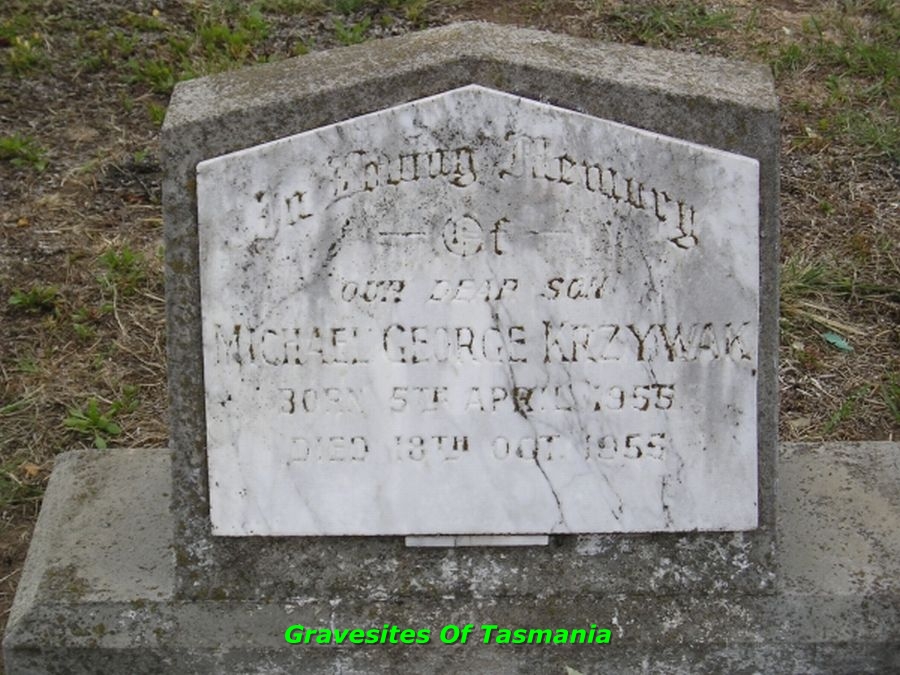 In Loving Memory
Of
OUR DEAR SON
MICHAEL GEORGE KRZYWAK
BORN 5TH APRIL 1955
DIED 18TH OCT. 1955
Gravesites Of Tasmania